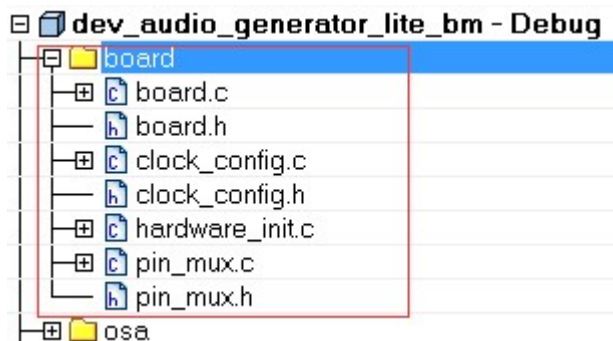 dev_audio_generator_lite_bm - Debug
board
board.c
board.h
clock_config.c
clock_config.h
hardware_init.c
pin_mux.c
pin_mux.h
osa